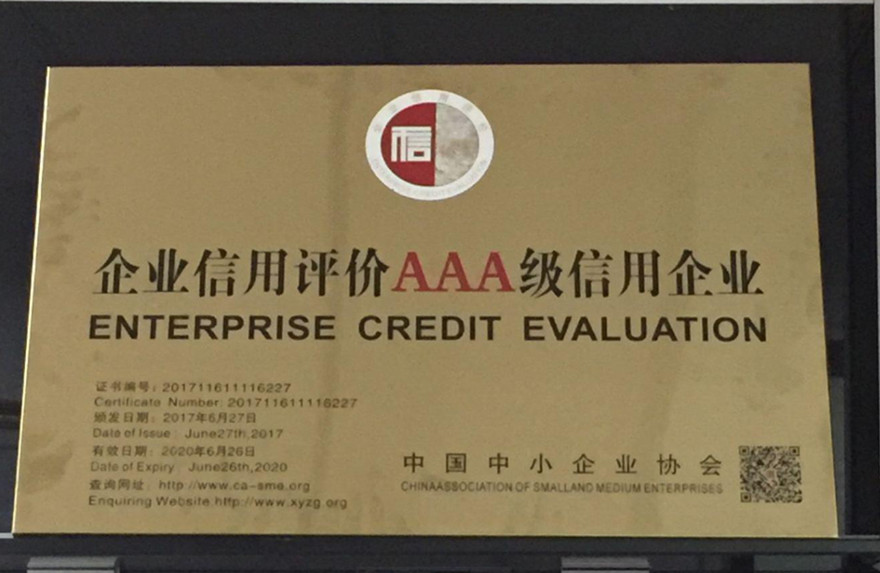 信
企业信用评价AAA级信用企业
ENTERPRISE CREDIT EVALUATION
证书编号：201711611116227
Certificate Number: 201711611116227
颁发日期：2017年6月27日
Date of Issue : June27th,2017
有效日期：2020年6月26日
Date of Expiry : June26th,2020
查询网址：http://www.ca-sme.org
Enquiring Website,http://www.xyzg.org
中国中小企业协会
CHINAASSOCIATION OF SMALLAND MEDIUM ENTERPRISES